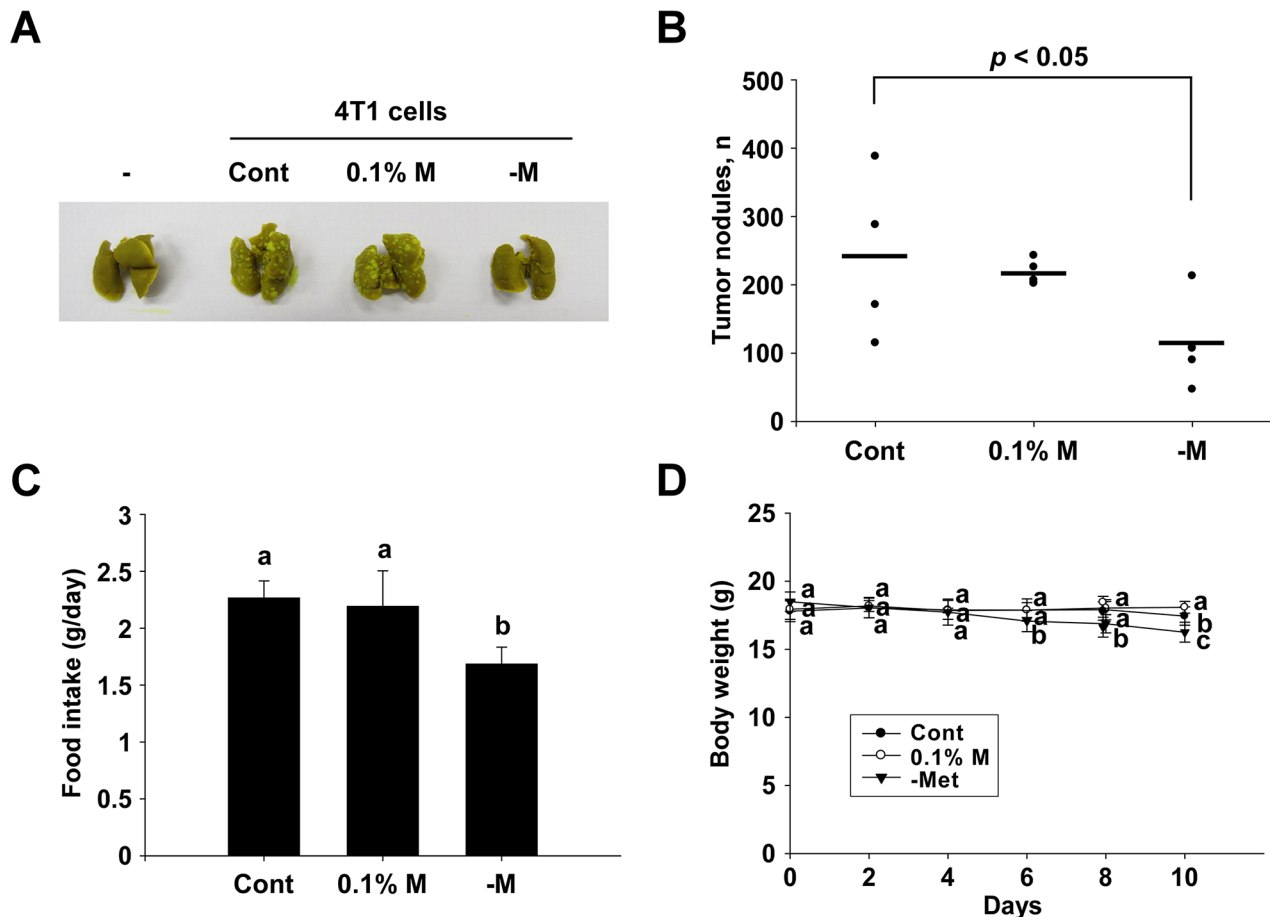 A
4T1 cells
- Cont 0.1% M -M
B
p < 0.05
Tumor nodules, n
500
400
300
200
100
0
Cont 0.1% M -M
C
Food intake (g/day)
3
2.5
2
1.5
1
0.5
0
a a b
Cont 0.1% M -M
D
Body weight (g)
25
20
15
10
5
0
a a a a a a
a a a a a b
a a a b b c
Cont
0.1% M
-Met
0 2 4 6 8 10
Days